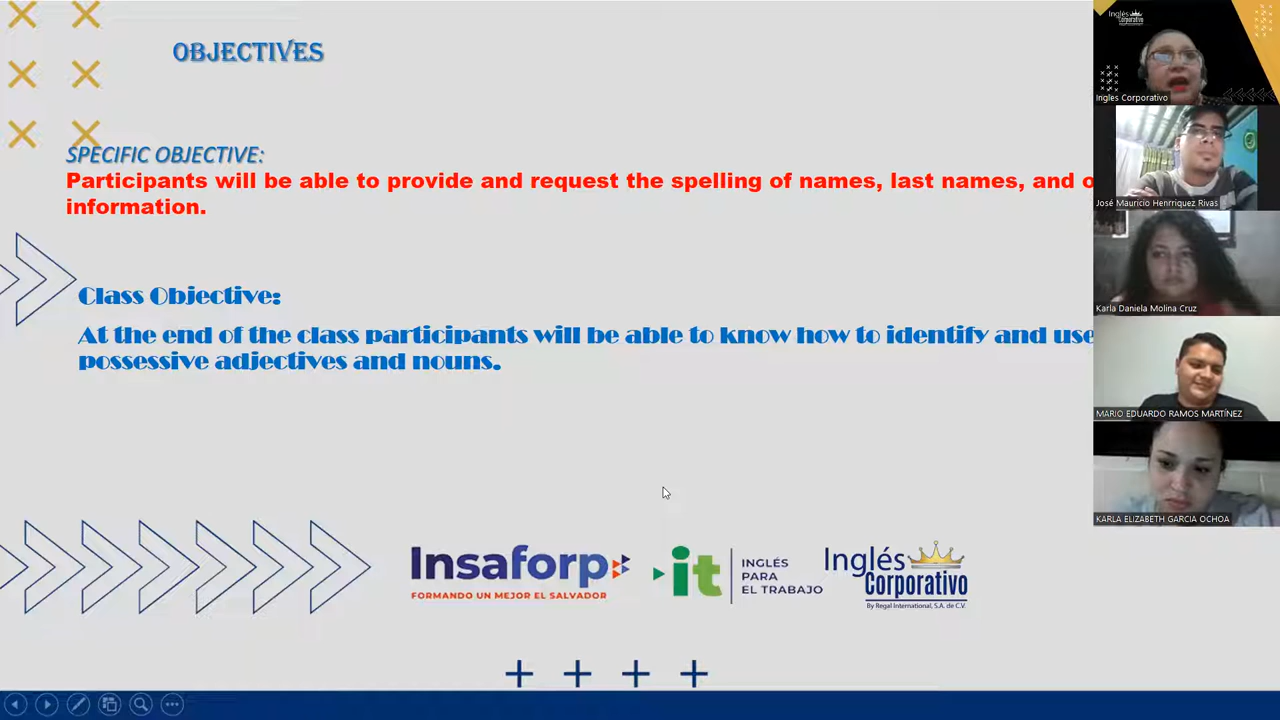 OBJECTIVES
SPECIFIC OBJECTIVE:
Participants will be able to provide and request the spelling of names, last names, and o
information.
Class Objective:
At the end of the class participants will be able to know how to identify and use
possessive adjectives and nouns.
Insaforp
FORMANDO UN MEJOR EL SALVADOR
it
INGLÉS
PARA
EL TRABAJO
Inglés
Corporativo
By Regal International, S.A. de C.V.
Inglés
Corporativo
Ingles Corporativo
José Mauricio Henrriquez Rivas
Karla Daniela Molina Cruz
MARIO EDUARDO RAMOS MARTÍNEZ
KARLA ELIZABETH GARCIA OCHOA